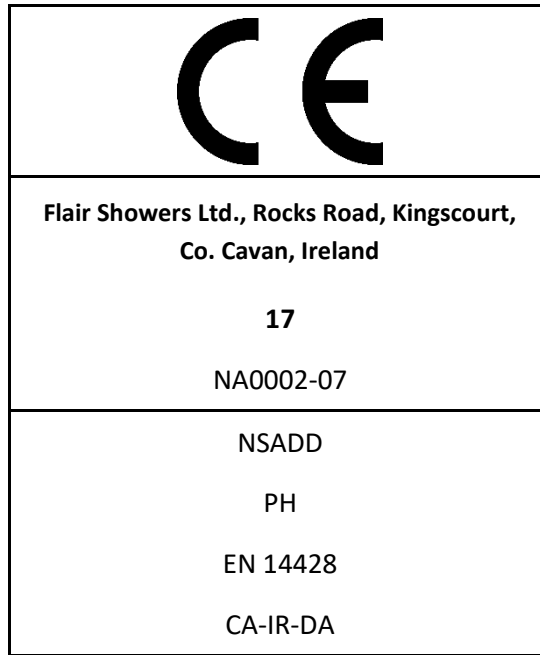 CE
Flair Showers Ltd., Rocks Road, Kingscourt,
Co. Cavan, Ireland
17
NA0002-07
NSADD
PH
EN 14428
CA-IR-DA